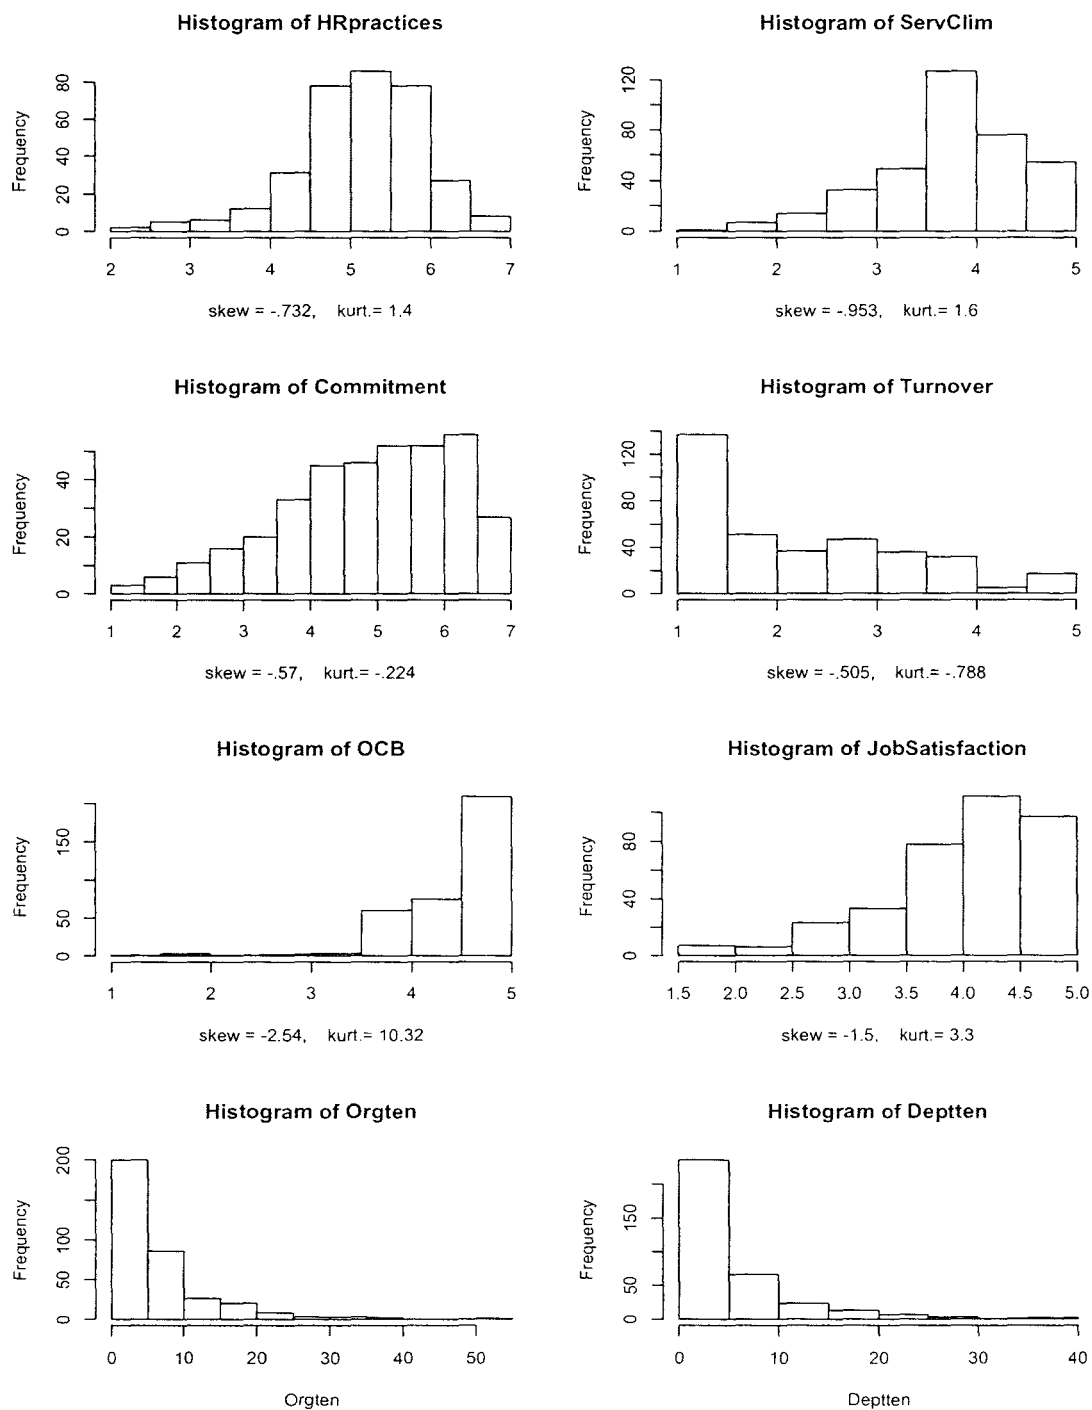 Histogram of HRpractices
Frequency
0 20 40 60 80
2 3 4 5 6 7
skew = -.732, kurt.= 1.4
Histogram of ServClim
Frequency
0 40 80 120
1 2 3 4 5
skew = -.953, kurt.= 1.6
Histogram of Commitment
Frequency
0 20 40
1 2 3 4 5 6 7
skew = -.57, kurt.= -.224
Histogram of Turnover
Frequency
0 40 80 120
1 2 3 4 5
skew = -.505, kurt.= -.788
Histogram of OCB
Frequency
0 50 150
1 2 3 4 5
skew = -2.54, kurt.= 10.32
Histogram of JobSatisfaction
Frequency
0 40 80
1.5 2.0 2.5 3.0 3.5 4.0 4.5 5.0
skew = -1.5, kurt.= 3.3
Histogram of Orgten
Frequency
0 50 100 200
0 10 20 30 40 50
Orgten
Histogram of Deptten
Frequency
0 50 150
0 10 20 30 40
Deptten